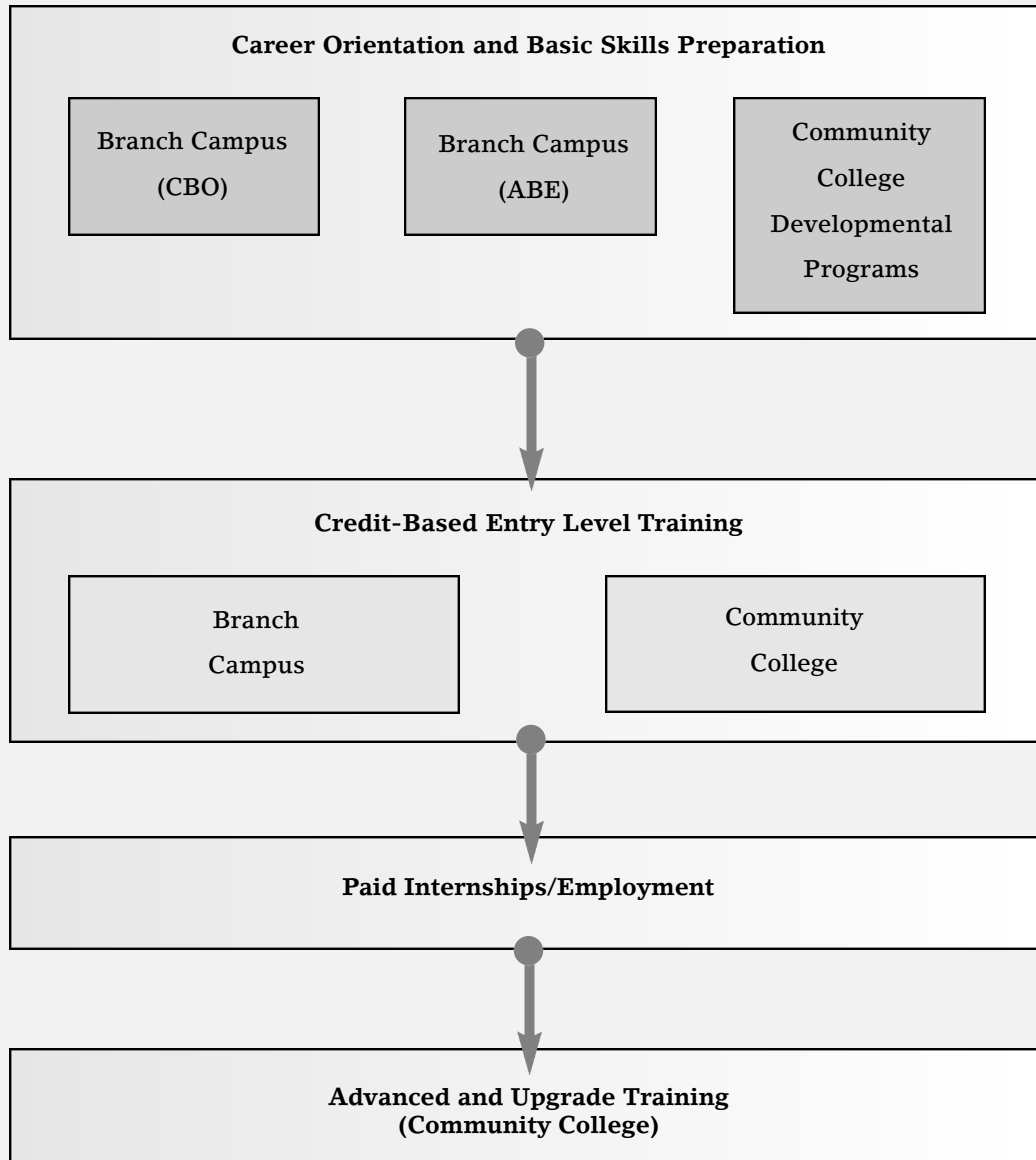 Career Orientation and Basic Skills Preparation
Branch Campus
(CBO)
Branch Campus
(ABE)
Community
College
Developmental
Programs
Credit-Based Entry Level Training
Branch
Campus
Community
College
Paid Internships/Employment
Advanced and Upgrade Training
(Community College)